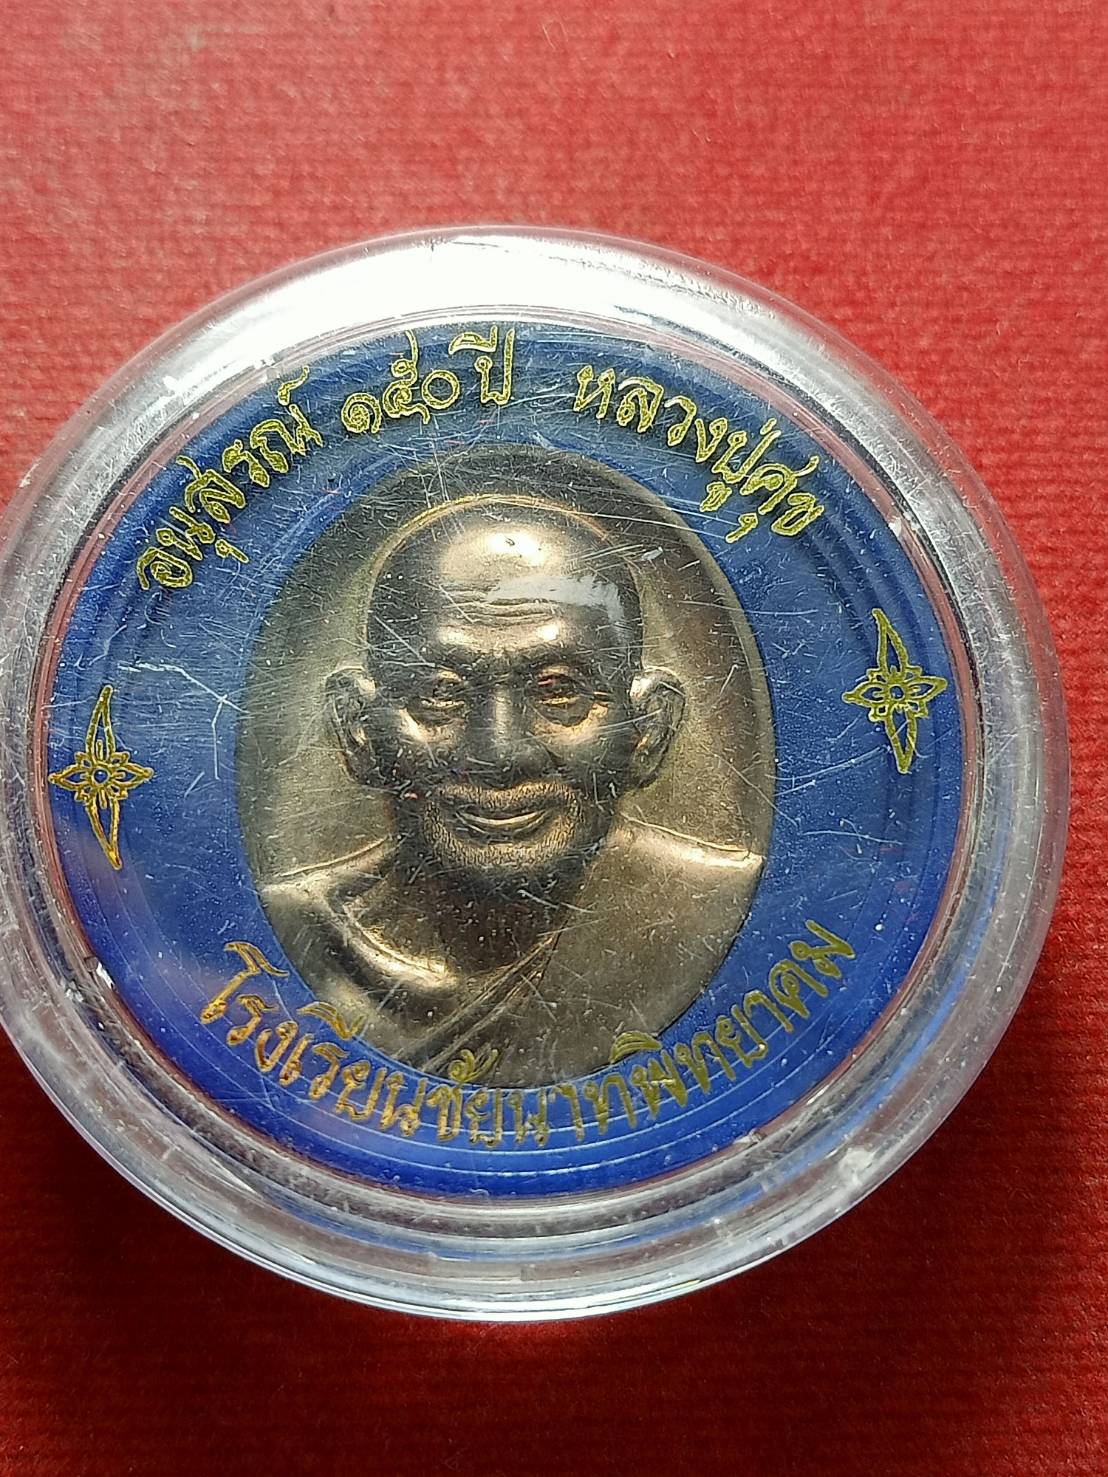 อนุสรณ์ ๑๕๐ ปี หลวงปู่ศุข
โรงเรียนชัยนาทพิทยาคม